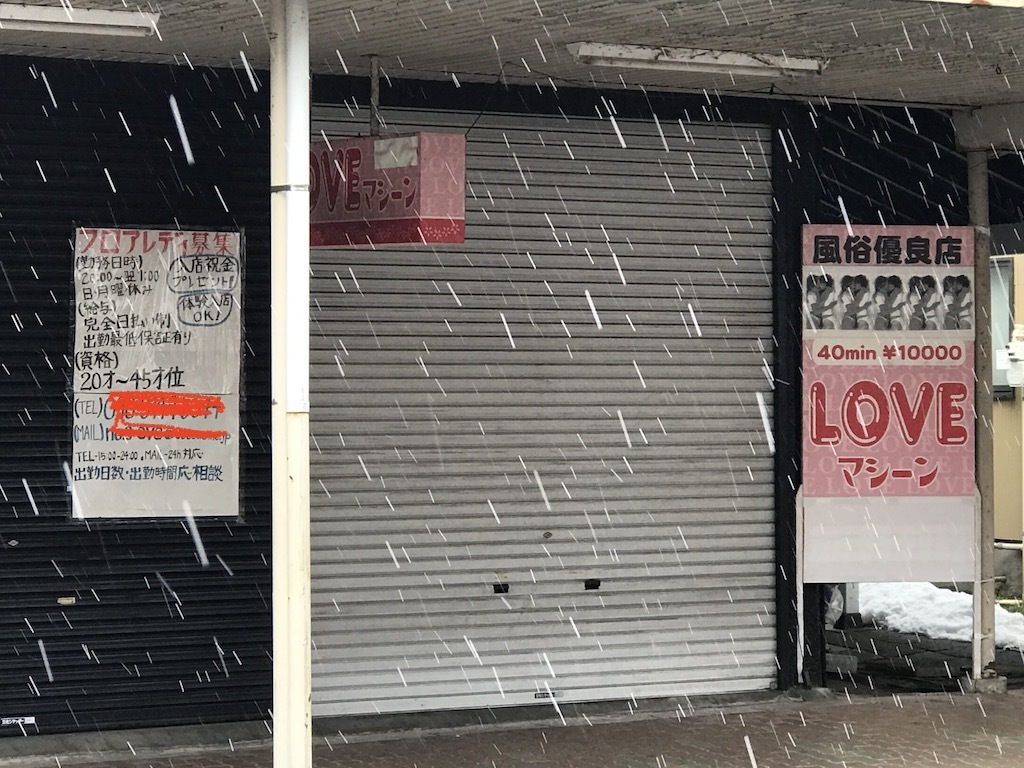 フロアレディ募集
(勤務日時)
20:00～翌1:00
日・月曜休み
入店祝金
プレゼント!
体験入店
OK!
(給与)
完全日払い制
出勤最低保証有り
(資格)
20才～45才位
(TEL)
(MAIL)
TEL-15:00-24:00 MAIL-24h対応
出勤日数・出勤時間応相談
OVE マシーン
風俗優良店
40min ¥10000
LOVE
マシーン